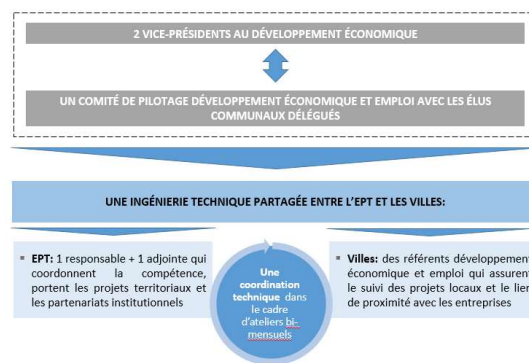 2 VICE-PRÉSIDENTS AU DÉVELOPPEMENT ÉCONOMIQUE
UN COMITÉ DE PILOTAGE DÉVELOPPEMENT ÉCONOMIQUE ET EMPLOI AVEC LES ÉLUS
COMMUNAUX DÉLÉGUÉS
UNE INGÉNIERIE TECHNIQUE PARTAGÉE ENTRE L'EPT ET LES VILLES:
▪ EPT: 1 responsable + 1 adjointe qui
coordonnent la compétence,
portent les projets territoriaux et
les partenariats institutionnels
Une
coordination
technique dans
le cadre
d'ateliers bi-
mensuels
▪ Villes: des référents développement
économique et emploi qui assurent
le suivi des projets locaux et le lien
de proximité avec les entreprises